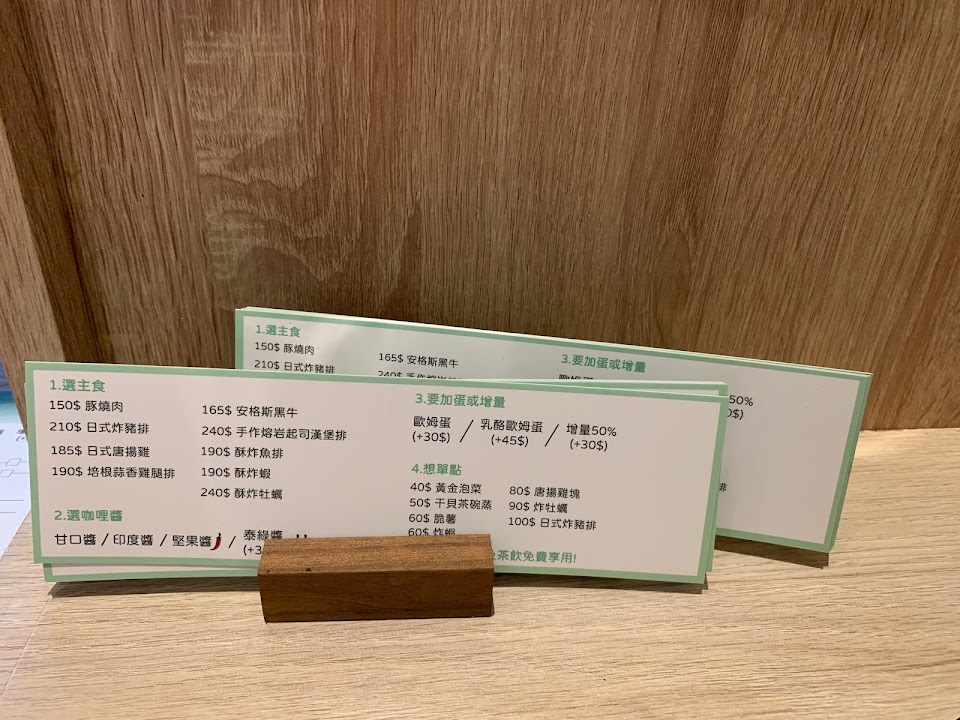 1.選主食
150$ 豚燒肉
210$ 日式炸豬排
165$ 安格斯黑牛
3.要加蛋或增量
50%
1.選主食
150$ 豚燒肉
210$ 日式炸豬排
185$ 日式唐揚雞
190$ 培根蒜香雞腿排
165$ 安格斯黑牛
240$ 手作熔岩起司漢堡排
190$ 酥炸魚排
190$ 酥炸蝦
240$ 酥炸牡蠣
2.選咖哩醬
甘口醬 / 印度醬 / 堅果醬 / 泰綠醬
3.要加蛋或增量
歐姆蛋 / 乳酪歐姆蛋 / 增量50%
(+30$) (+45$) (+30$)
4.想單點
40$ 黃金泡菜
50$ 干貝茶碗蒸
60$ 脆薯
60$ 炸蝦
80$ 唐揚雞塊
90$ 炸牡蠣
100$ 日式炸豬排
茶飲免費享用!